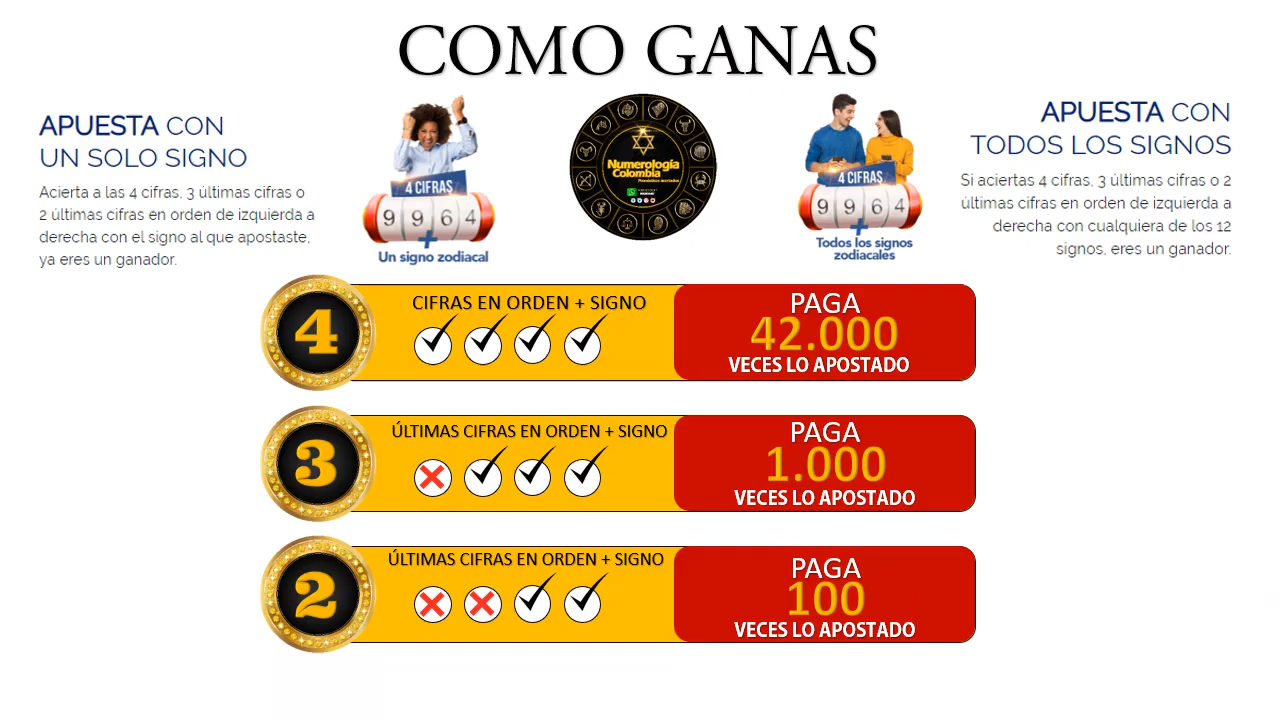 COMO GANAS
APUESTA CON
UN SOLO SIGNO
Acierta a las 4 cifras, 3 últimas cifras o
2 últimas cifras en orden de izquierda a
derecha con el signo al que apostaste,
ya eres un ganador.
4 CIFRAS
9 9 6 4
+
Un signo zodiacal
Numerología
Colombia
4 CIFRAS
9 9 6 4
+
Todos los signos
zodiacales
APUESTA CON
TODOS LOS SIGNOS
Si aciertas 4 cifras, 3 últimas cifras o 2
últimas cifras en orden de izquierda a
derecha con cualquiera de los 12
signos, eres un ganador.
4
CIFRAS EN ORDEN + SIGNO
PAGA
42.000
VECES LO APOSTADO
3
ÚLTIMAS CIFRAS EN ORDEN + SIGNO
PAGA
1.000
VECES LO APOSTADO
2
ÚLTIMAS CIFRAS EN ORDEN + SIGNO
PAGA
100
VECES LO APOSTADO